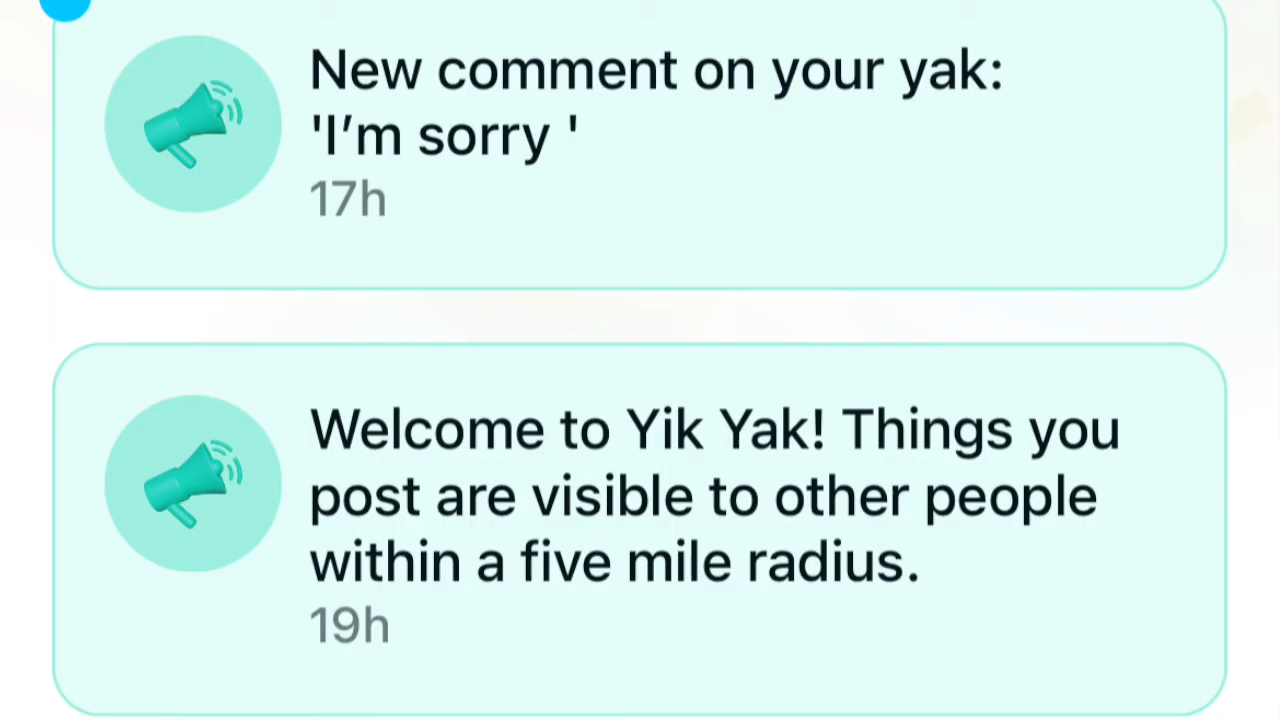 New comment on your yak:
'I’m sorry '
17h
Welcome to Yik Yak! Things you
post are visible to other people
within a five mile radius.
19h